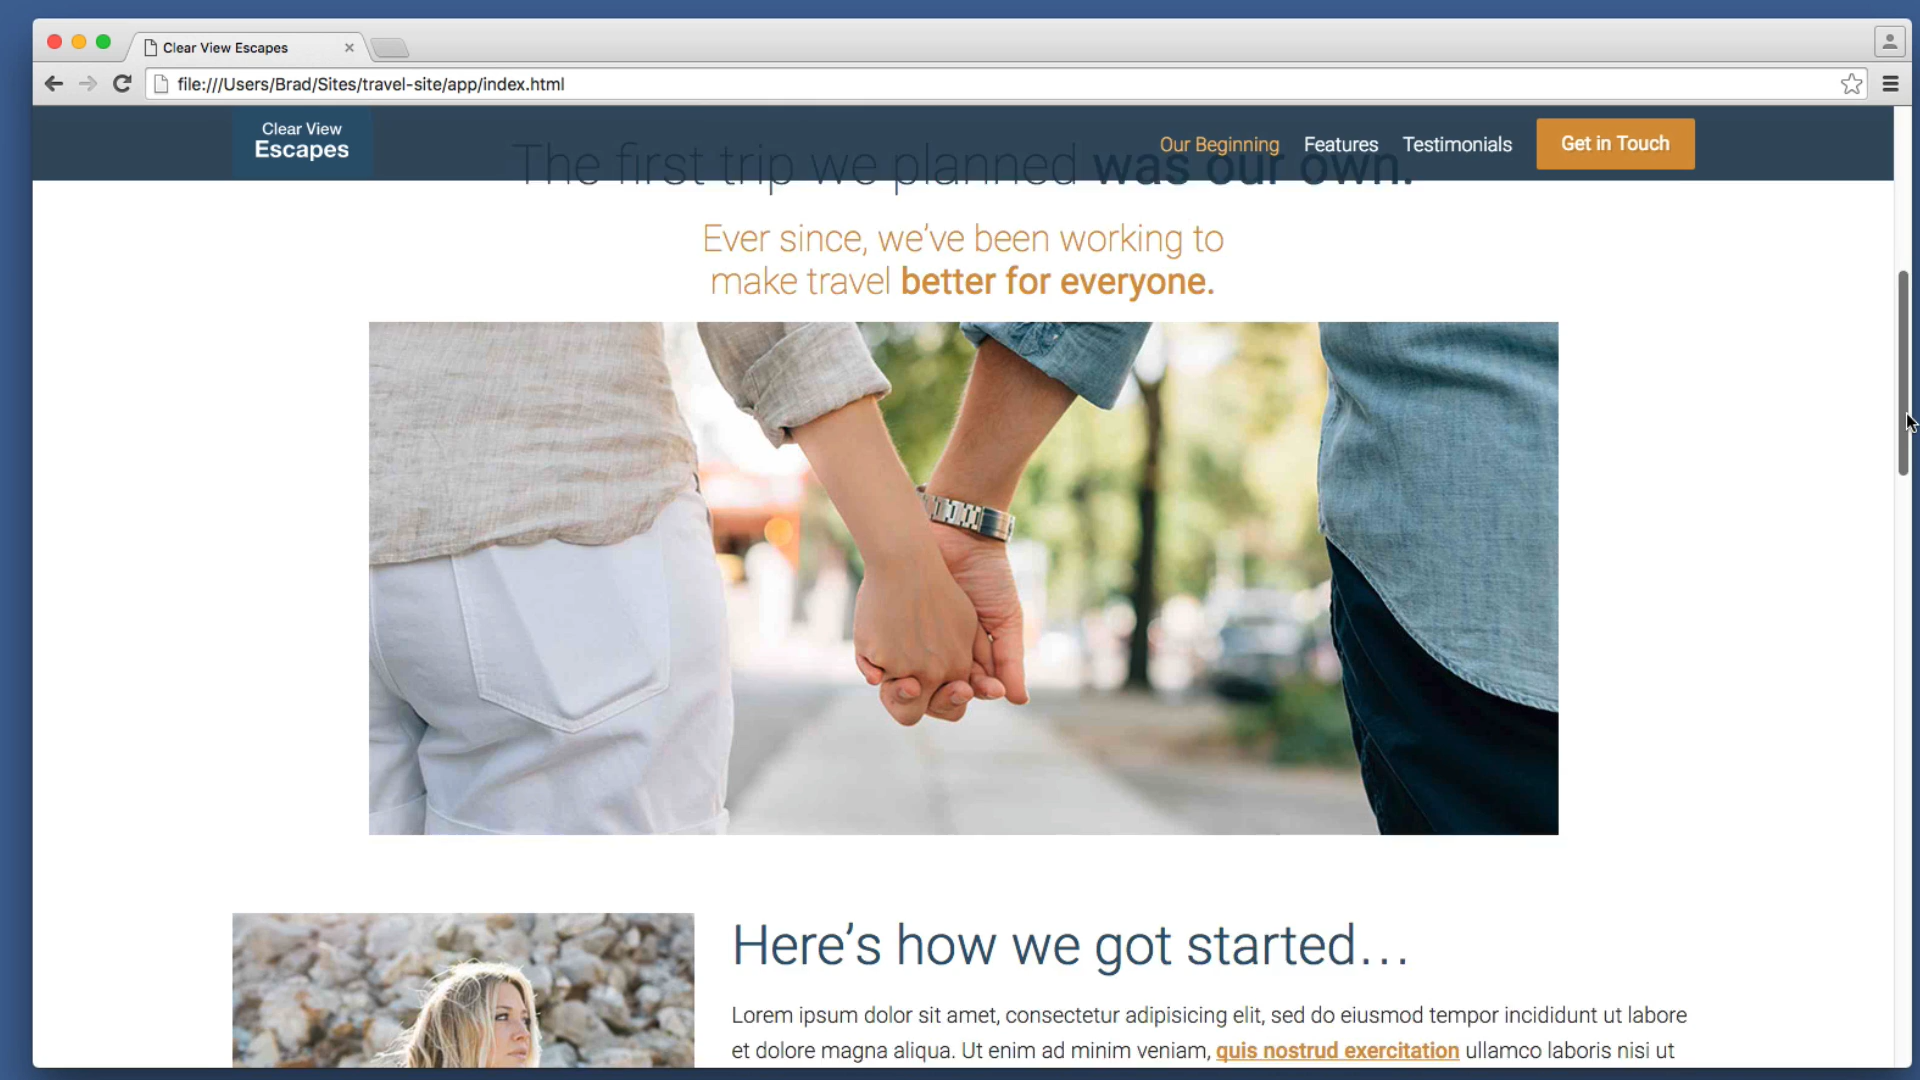 Clear View Escapes
file:///Users/Brad/Sites/travel-site/app/index.html
Clear View
Escapes
Our Beginning
Features
Testimonials
Get in Touch
The first trip we planned was our own.
Ever since, we’ve been working to
make travel better for everyone.
Here’s how we got started…
Lorem ipsum dolor sit amet, consectetur adipisicing elit, sed do eiusmod tempor incididunt ut labore
et dolore magna aliqua. Ut enim ad minim veniam, quis nostrud exercitation ullamco laboris nisi ut